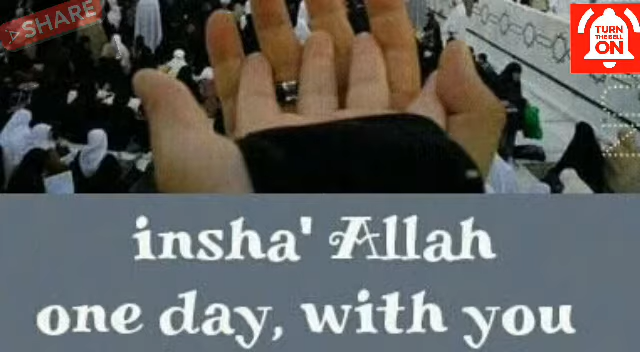 SHARE
TURN
THE BELL
ON
insha' Allah
one day, with you